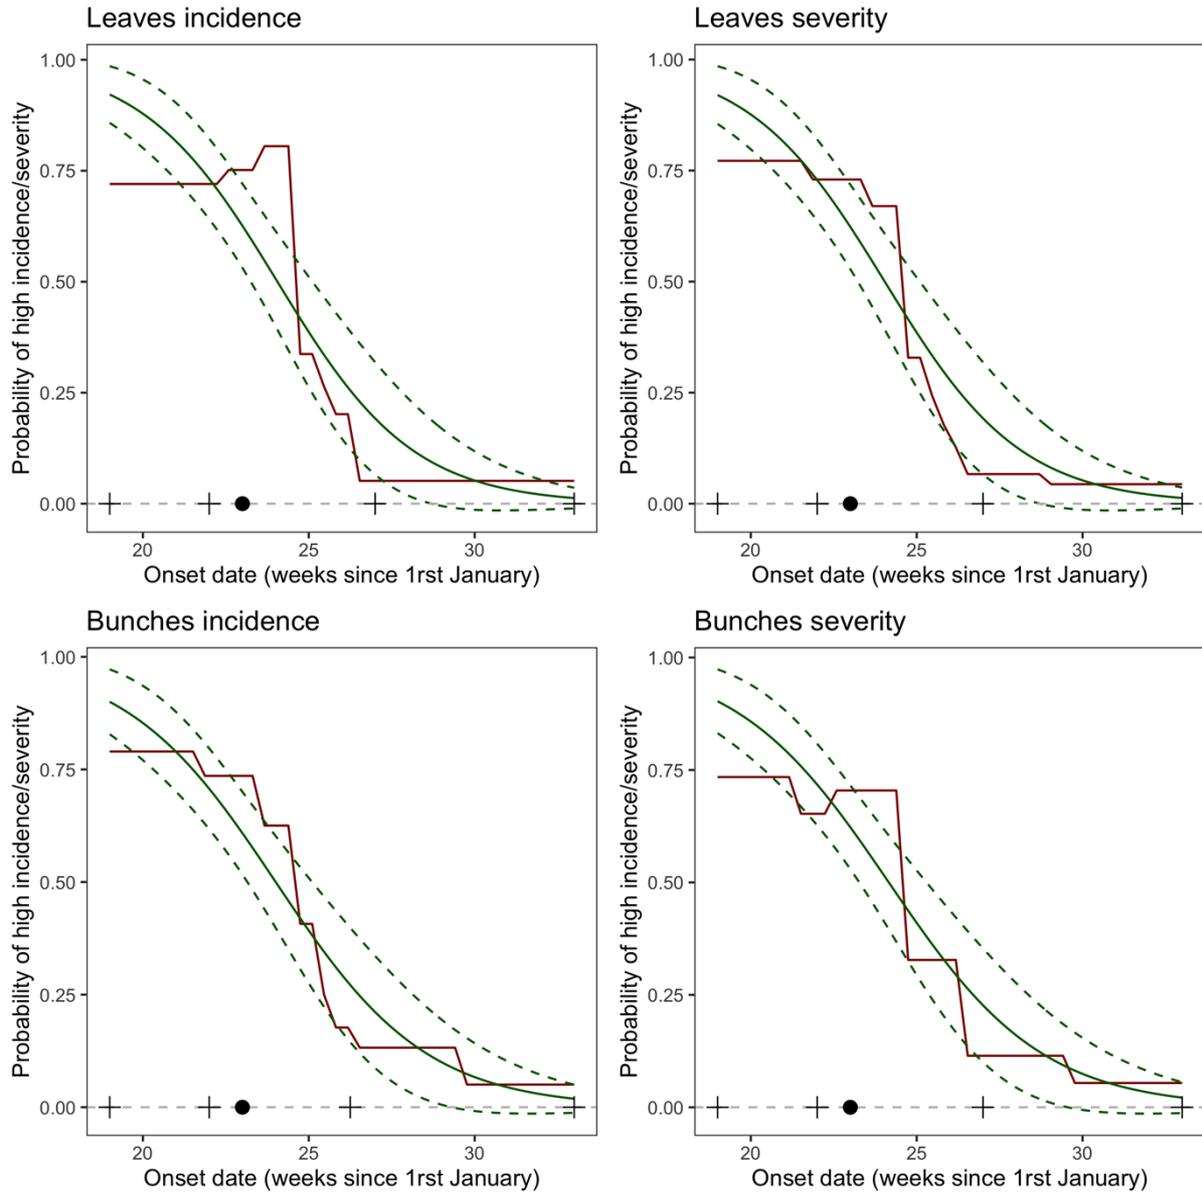 Leaves incidence
Probability of high incidence/severity
1.00
0.75
0.50
0.25
0.00
20 25 30
Onset date (weeks since 1rst January)
Leaves severity
Probability of high incidence/severity
1.00
0.75
0.50
0.25
0.00
20 25 30
Onset date (weeks since 1rst January)
Bunches incidence
Probability of high incidence/severity
1.00
0.75
0.50
0.25
0.00
20 25 30
Onset date (weeks since 1rst January)
Bunches severity
Probability of high incidence/severity
1.00
0.75
0.50
0.25
0.00
20 25 30
Onset date (weeks since 1rst January)